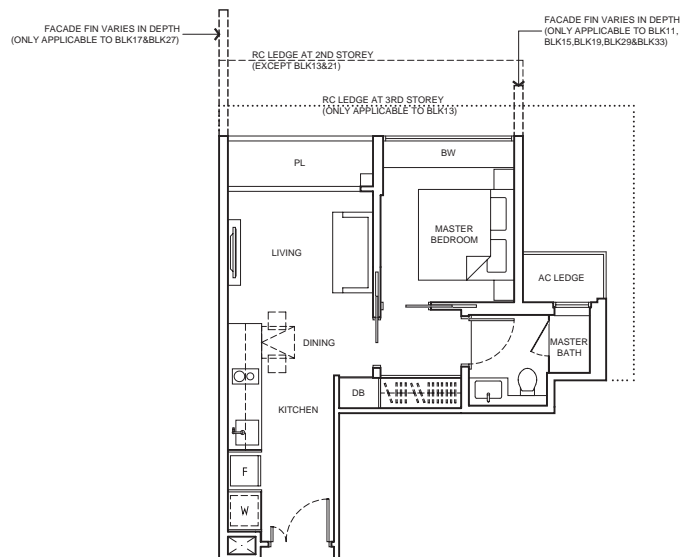 FACADE FIN VARIES IN DEPTH
(ONLY APPLICABLE TO BLK17&BLK27)
FACADE FIN VARIES IN DEPTH
(ONLY APPLICABLE TO BLK11,
BLK15,BLK19,BLK29&BLK33)
RC LEDGE AT 2ND STOREY
(EXCEPT BLK13&21)
RC LEDGE AT 3RD STOREY
(ONLY APPLICABLE TO BLK13)
PL
BW
MASTER
BEDROOM
LIVING
AC LEDGE
DINING
MASTER
BATH
DB
KITCHEN
F
W